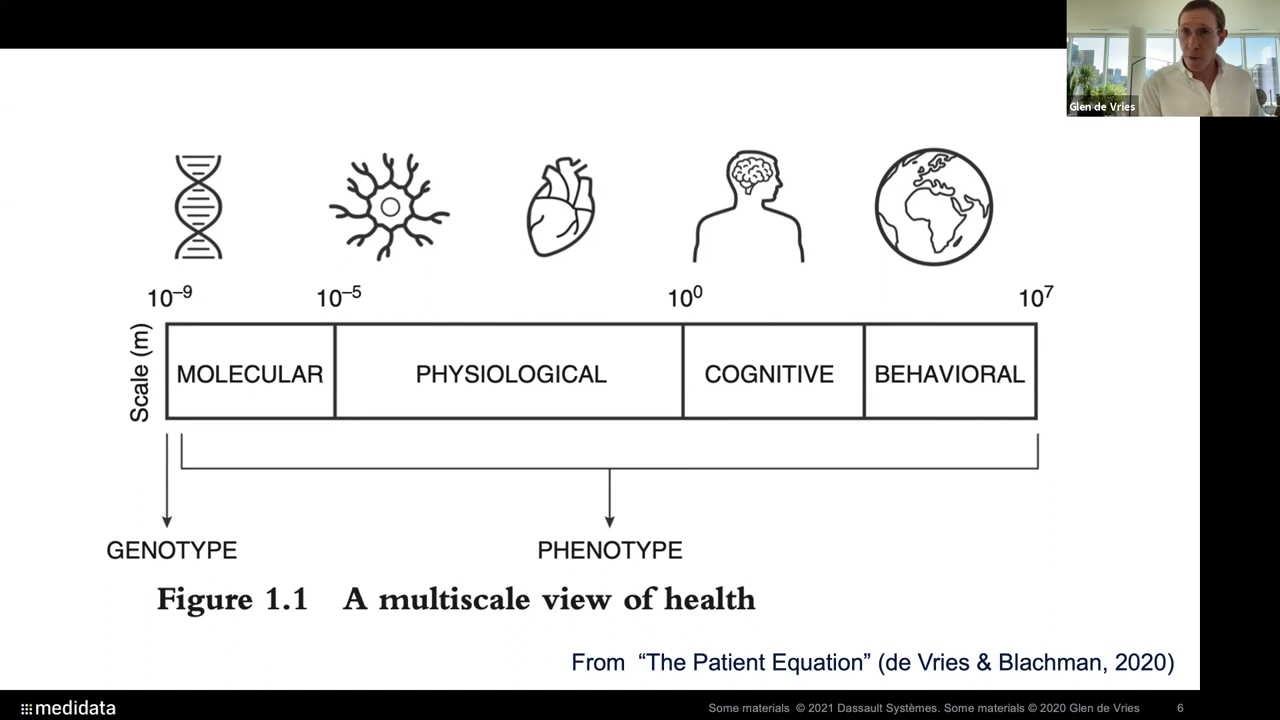 Glen de Vries
10⁻⁹ 10⁻⁵ 10⁰ 10⁷
Scale (m)
MOLECULAR PHYSIOLOGICAL COGNITIVE BEHAVIORAL
GENOTYPE PHENOTYPE
Figure 1.1 A multiscale view of health
From “The Patient Equation” (de Vries & Blachman, 2020)
medidata Some materials © 2021 Dassault Systèmes. Some materials © 2020 Glen de Vries 6